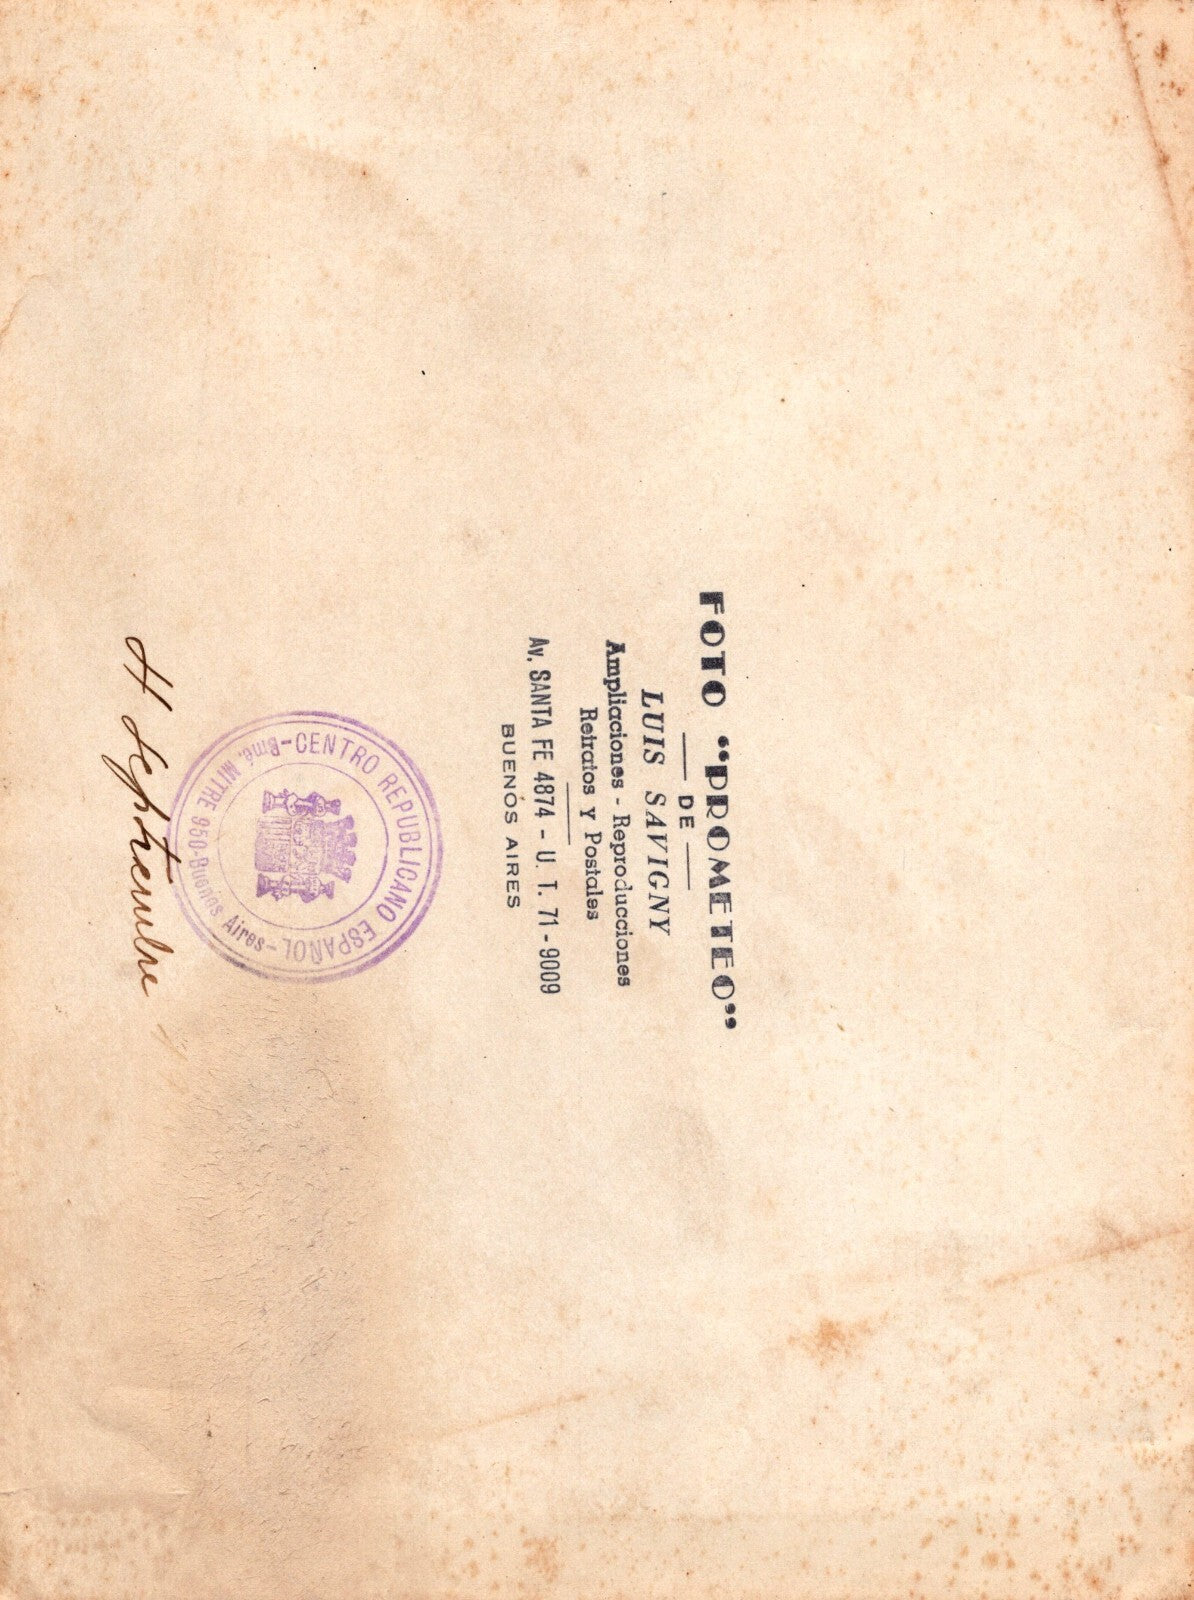 FOTO “PROMETEO”
DE
LUIS SAVIGNY
Ampliaciones - Reproducciones
Retratos y Postales
Av. SANTA FE 4874 - U. T. 71 - 9009
BUENOS AIRES
-CENTRO REPUBLICANO ESPAÑOL-
Bmé. MITRE 950-Buenos Aires-
4 Septiembre